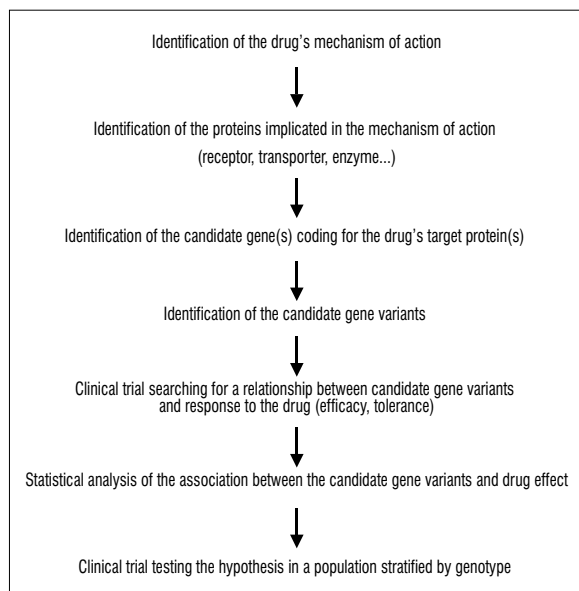 Identification of the drug's mechanism of action
Identification of the proteins implicated in the mechanism of action
(receptor, transporter, enzyme...)
Identification of the candidate gene(s) coding for the drug's target protein(s)
Identification of the candidate gene variants
Clinical trial searching for a relationship between candidate gene variants
and response to the drug (efficacy, tolerance)
Statistical analysis of the association between the candidate gene variants and drug effect
Clinical trial testing the hypothesis in a population stratified by genotype